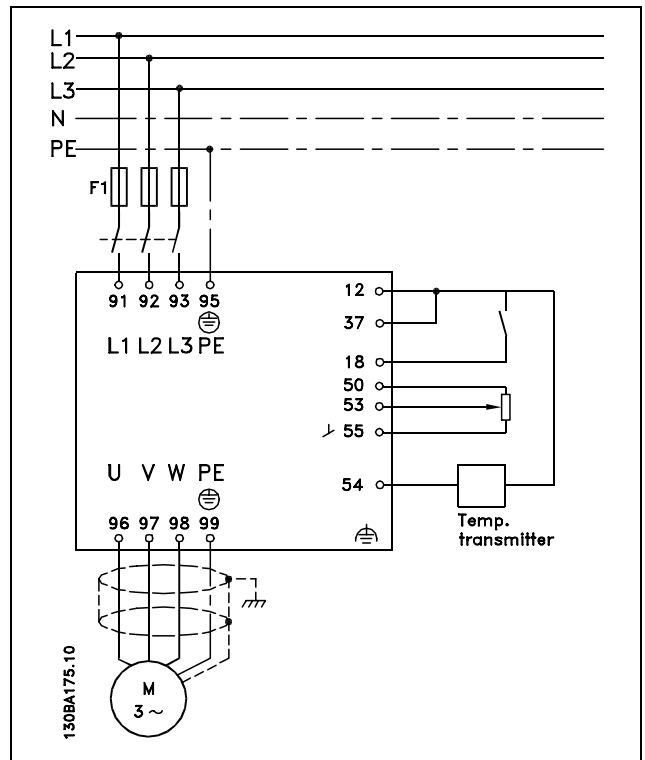 L1
L2
L3
N
PE
F1
91 92 93 95
L1 L2 L3 PE
12
37
18
50
53
55
54
U V W PE
96 97 98 99
Temp.
transmitter
M
3 ~
130BA175.10